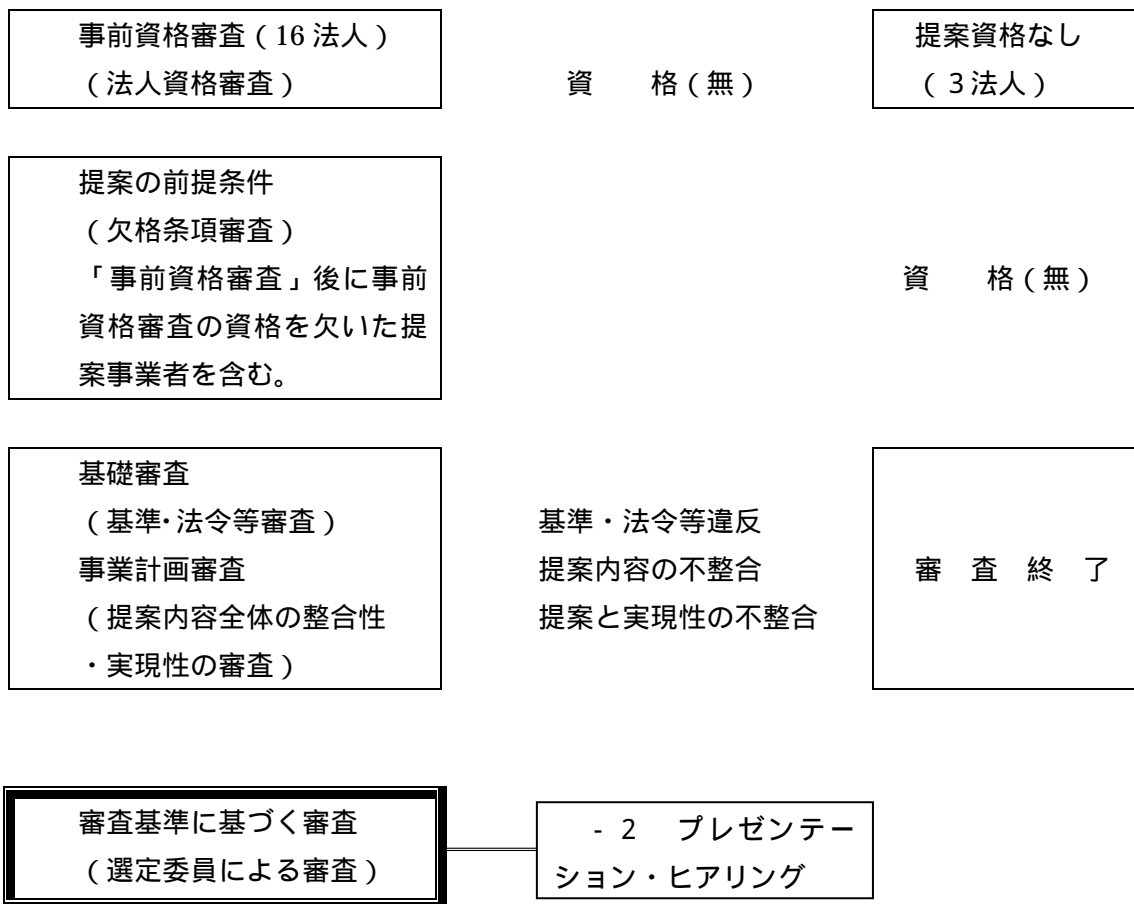 事前資格審査(16 法人)
(法人資格審査)
資 格(無)
提案資格なし
(3法人)
提案の前提条件
(欠格条項審査)
「事前資格審査」後に事前
資格審査の資格を欠いた提
案事業者を含む。
資 格(無)
基礎審査
(基準・法令等審査)
事業計画審査
(提案内容全体の整合性
・実現性の審査)
基準・法令等違反
提案内容の不整合
提案と実現性の不整合
審 査 終 了
審査基準に基づく審査
(選定委員による審査)
- 2 プレゼンテー
ション・ヒアリング